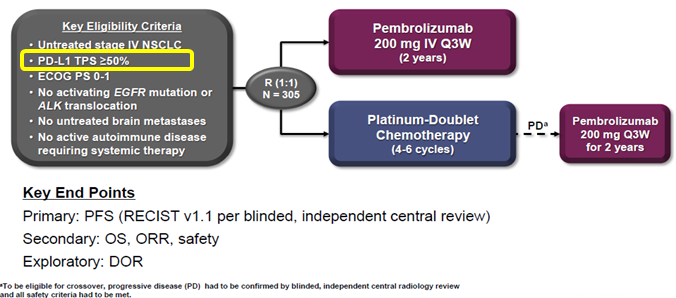 Key Eligibility Criteria
• Untreated stage IV NSCLC
• PD-L1 TPS ≥50%
• ECOG PS 0-1
• No activating EGFR mutation or
ALK translocation
• No untreated brain metastases
• No active autoimmune disease
requiring systemic therapy
R (1:1)
N = 305
Pembrolizumab
200 mg IV Q3W
(2 years)
Platinum-Doublet
Chemotherapy
(4-6 cycles)
PDᵃ
Pembrolizumab
200 mg Q3W
for 2 years
Key End Points
Primary: PFS (RECIST v1.1 per blinded, independent central review)
Secondary: OS, ORR, safety
Exploratory: DOR
ᵃTo be eligible for crossover, progressive disease (PD) had to be confirmed by blinded, independent central radiology review
and all safety criteria had to be met.